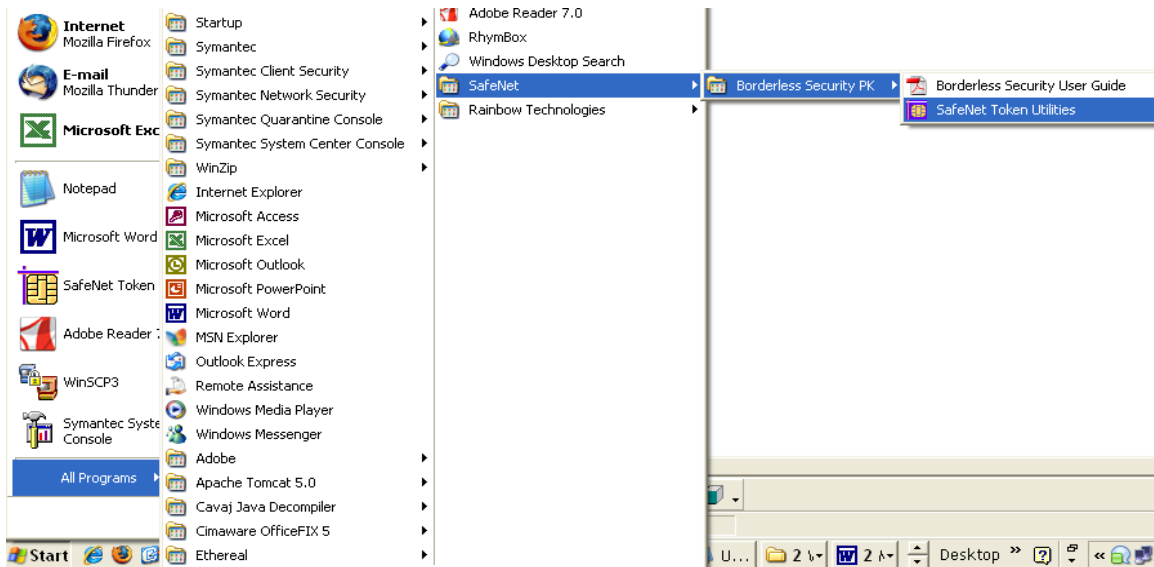 Internet
Mozilla Firefox
E-mail
Mozilla Thunder
Microsoft Exc
Notepad
Microsoft Word
SafeNet Token
Adobe Reader
WinSCP3
Symantec Syste
Console
All Programs
Start
Startup
Symantec
Symantec Client Security
Symantec Network Security
Symantec Quarantine Console
Symantec System Center Console
WinZip
Internet Explorer
Microsoft Access
Microsoft Excel
Microsoft Outlook
Microsoft PowerPoint
Microsoft Word
MSN Explorer
Outlook Express
Remote Assistance
Windows Media Player
Windows Messenger
Adobe
Apache Tomcat 5.0
Cavaj Java Decompiler
Cimaware OfficeFIX 5
Ethereal
Adobe Reader 7.0
RhymBox
Windows Desktop Search
SafeNet
Rainbow Technologies
Borderless Security PK
Borderless Security User Guide
SafeNet Token Utilities
U... 2 2 Desktop »